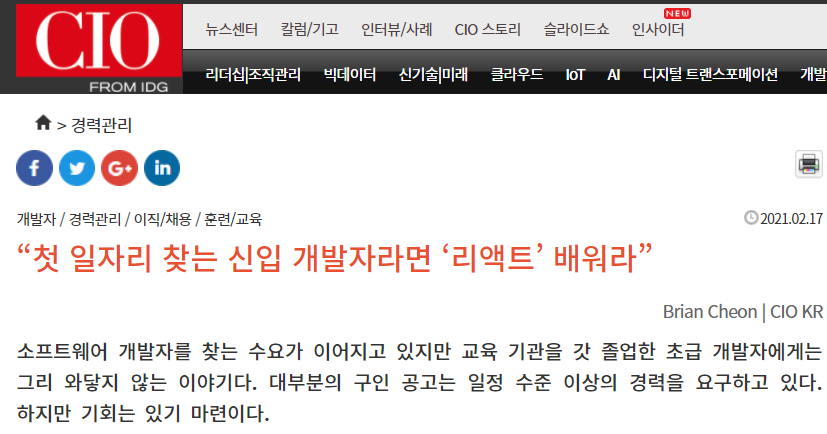 CIO
FROM IDG
뉴스센터 칼럼/기고 인터뷰/사례 CIO 스토리 슬라이드쇼 인사이더 NEW
리더십|조직관리 빅데이터 신기술|미래 클라우드 IoT AI 디지털 트랜스포메이션 개발
> 경력관리
f G+ in
개발자 / 경력관리 / 이직/채용 / 훈련/교육 2021.02.17
“첫 일자리 찾는 신입 개발자라면 ‘리액트’ 배워라”
Brian Cheon | CIO KR
소프트웨어 개발자를 찾는 수요가 이어지고 있지만 교육 기관을 갓 졸업한 초급 개발자에게는
그리 와닿지 않는 이야기다. 대부분의 구인 공고는 일정 수준 이상의 경력을 요구하고 있다.
하지만 기회는 있기 마련이다.